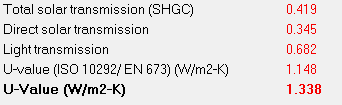 Total solar transmission (SHGC) 0.419
Direct solar transmission 0.345
Light transmission 0.682
U-value (ISO 10292/ EN 673) (W/m2-K) 1.148
U-Value (W/m2-K) 1.338